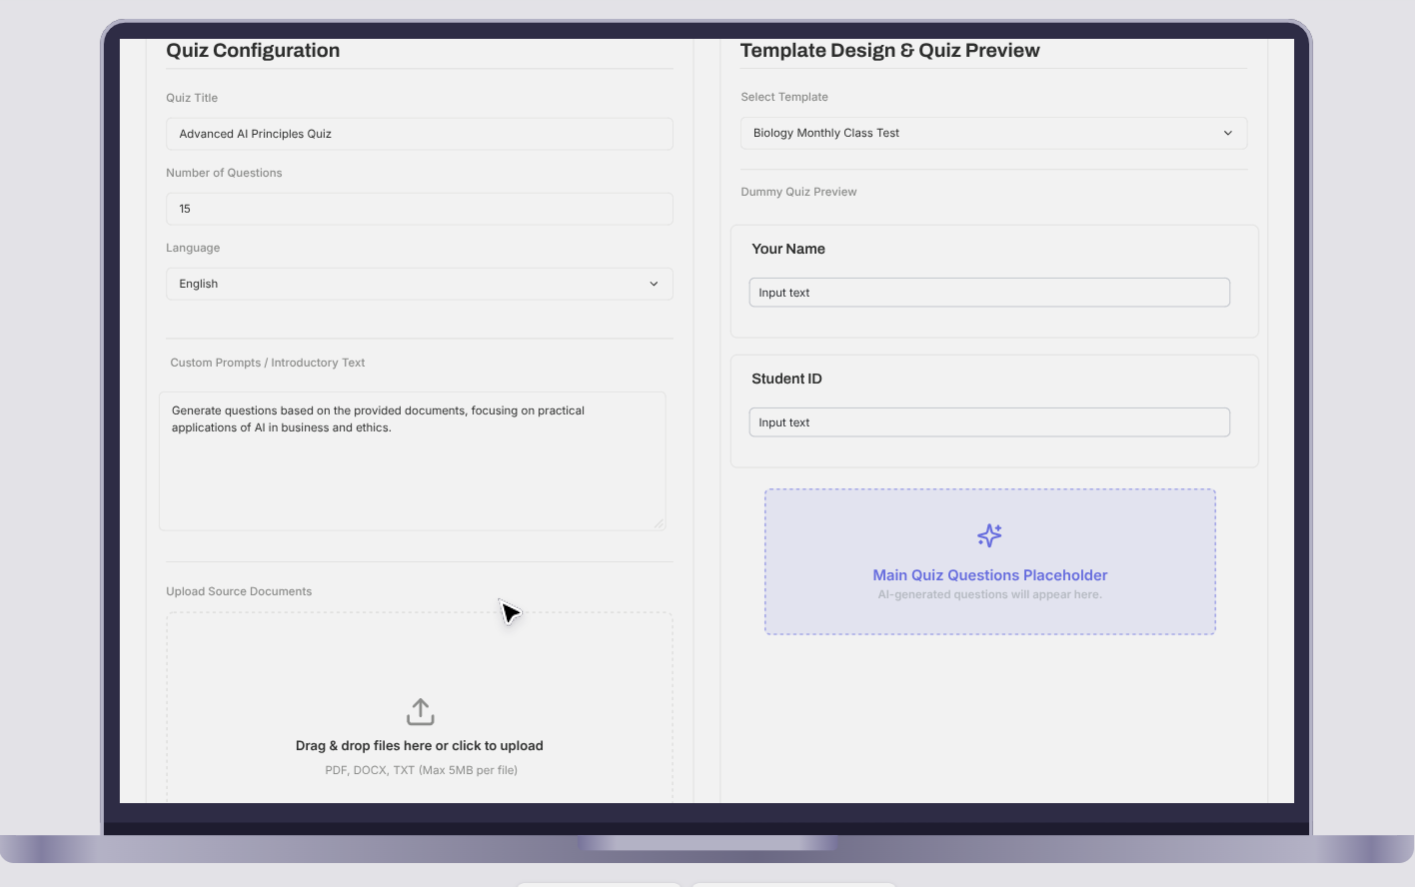 Quiz Configuration
Quiz Title
Advanced AI Principles Quiz
Number of Questions
15
Language
English
Custom Prompts / Introductory Text
Generate questions based on the provided documents, focusing on practical
applications of AI in business and ethics.
Upload Source Documents
Drag & drop files here or click to upload
PDF, DOCX, TXT (Max 5MB per file)
Template Design & Quiz Preview
Select Template
Biology Monthly Class Test
Dummy Quiz Preview
Your Name
Input text
Student ID
Input text
Main Quiz Questions Placeholder
AI-generated questions will appear here.